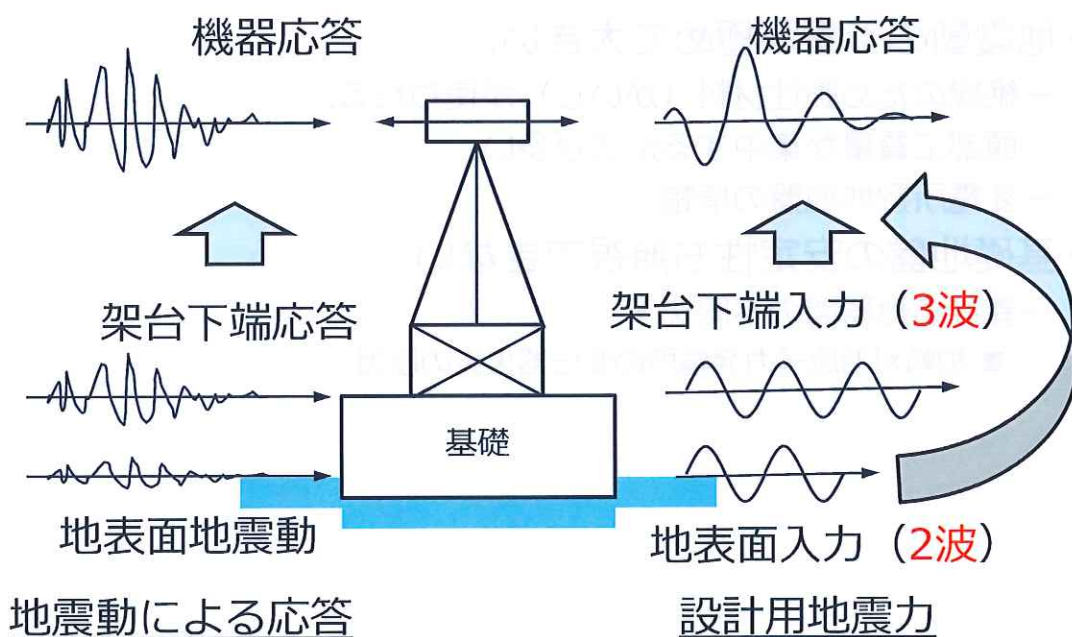 機器応答
機器応答
架台下端応答
架台下端入力（3波）
基礎
地表面地震動
地表面入力（2波）
地震動による応答
設計用地震力